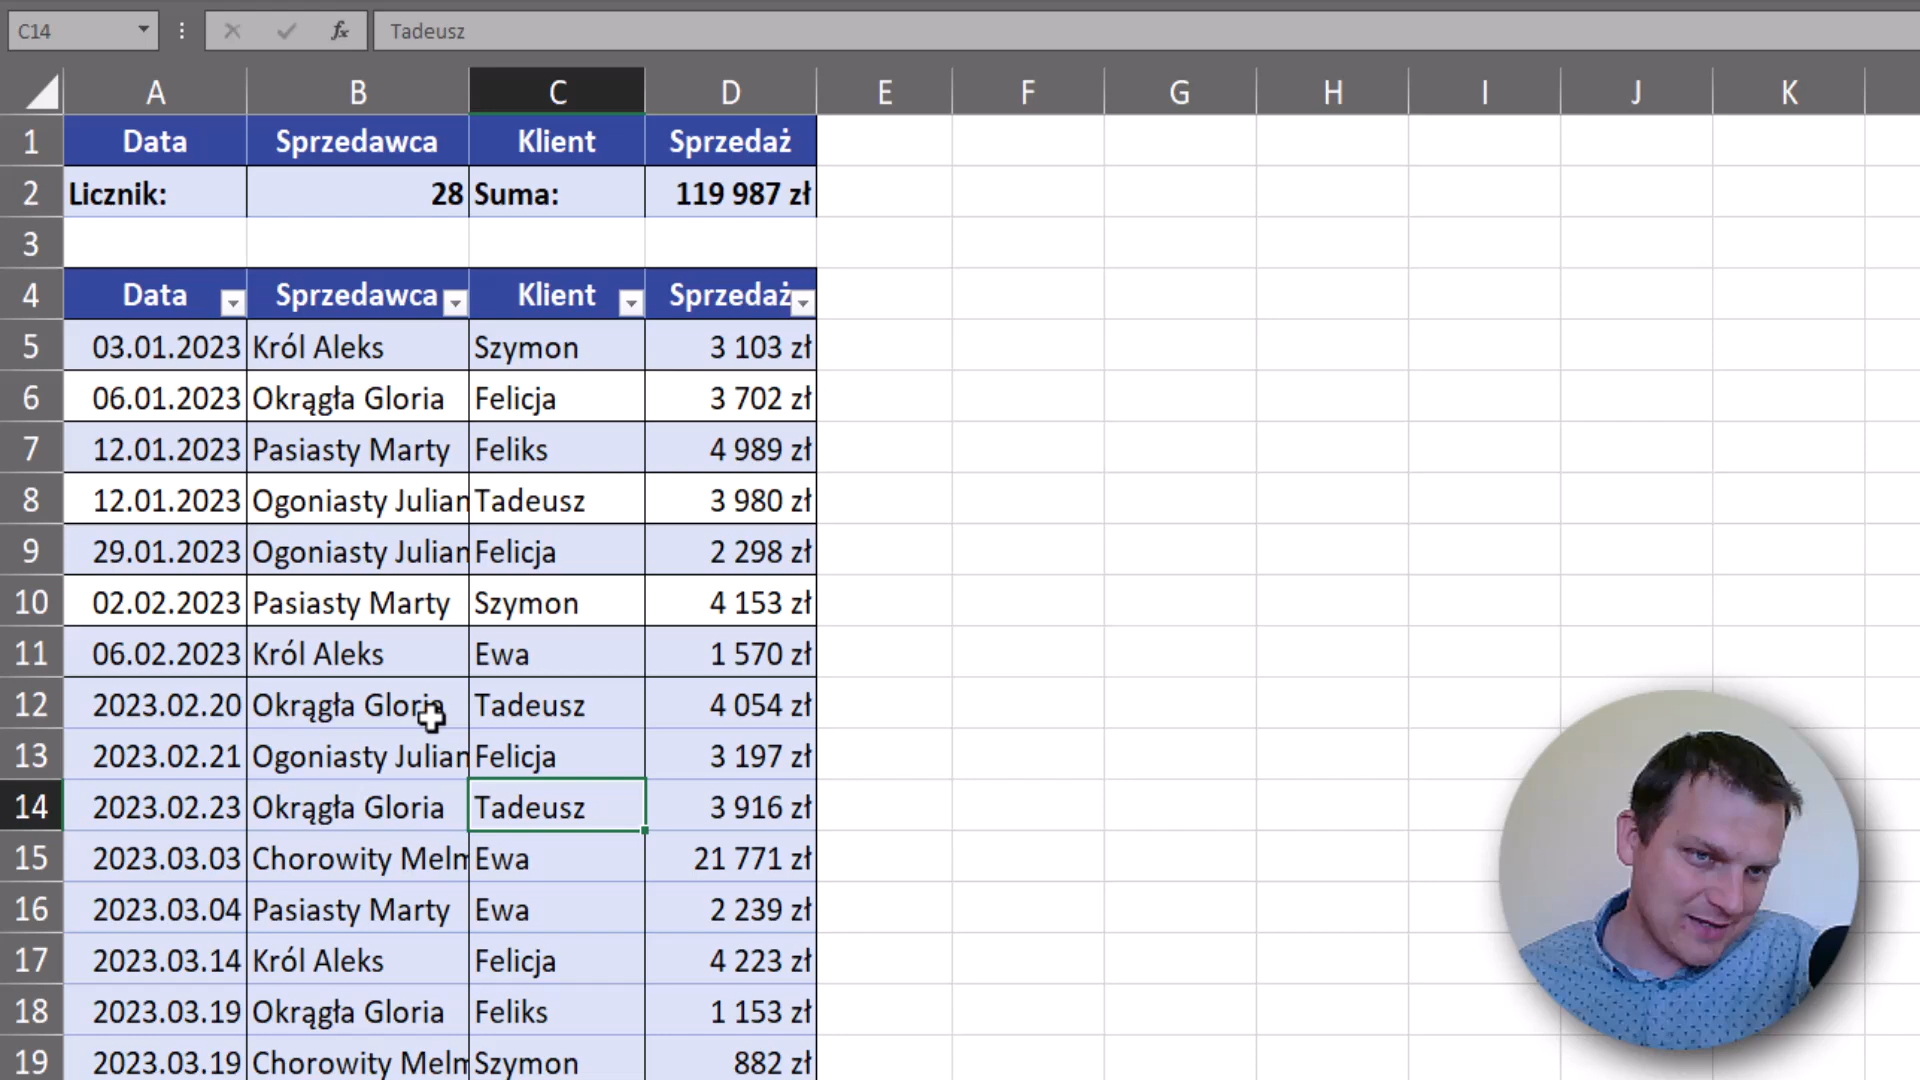 C14 fx Tadeusz
A B C D E F G H I J K
1 Data Sprzedawca Klient Sprzedaż
2 Licznik: 28 Suma: 119 987 zł
3
4 Data Sprzedawca Klient Sprzedaż
5 03.01.2023 Król Aleks Szymon 3 103 zł
6 06.01.2023 Okrągła Gloria Felicja 3 702 zł
7 12.01.2023 Pasiasty Marty Feliks 4 989 zł
8 12.01.2023 Ogoniasty Julian Tadeusz 3 980 zł
9 29.01.2023 Ogoniasty Julian Felicja 2 298 zł
10 02.02.2023 Pasiasty Marty Szymon 4 153 zł
11 06.02.2023 Król Aleks Ewa 1 570 zł
12 2023.02.20 Okrągła Gloria Tadeusz 4 054 zł
13 2023.02.21 Ogoniasty Julian Felicja 3 197 zł
14 2023.02.23 Okrągła Gloria Tadeusz 3 916 zł
15 2023.03.03 Chorowity Melm Ewa 21 771 zł
16 2023.03.04 Pasiasty Marty Ewa 2 239 zł
17 2023.03.14 Król Aleks Felicja 4 223 zł
18 2023.03.19 Okrągła Gloria Feliks 1 153 zł
19 2023.03.19 Chorowity Melm Szymon 882 zł